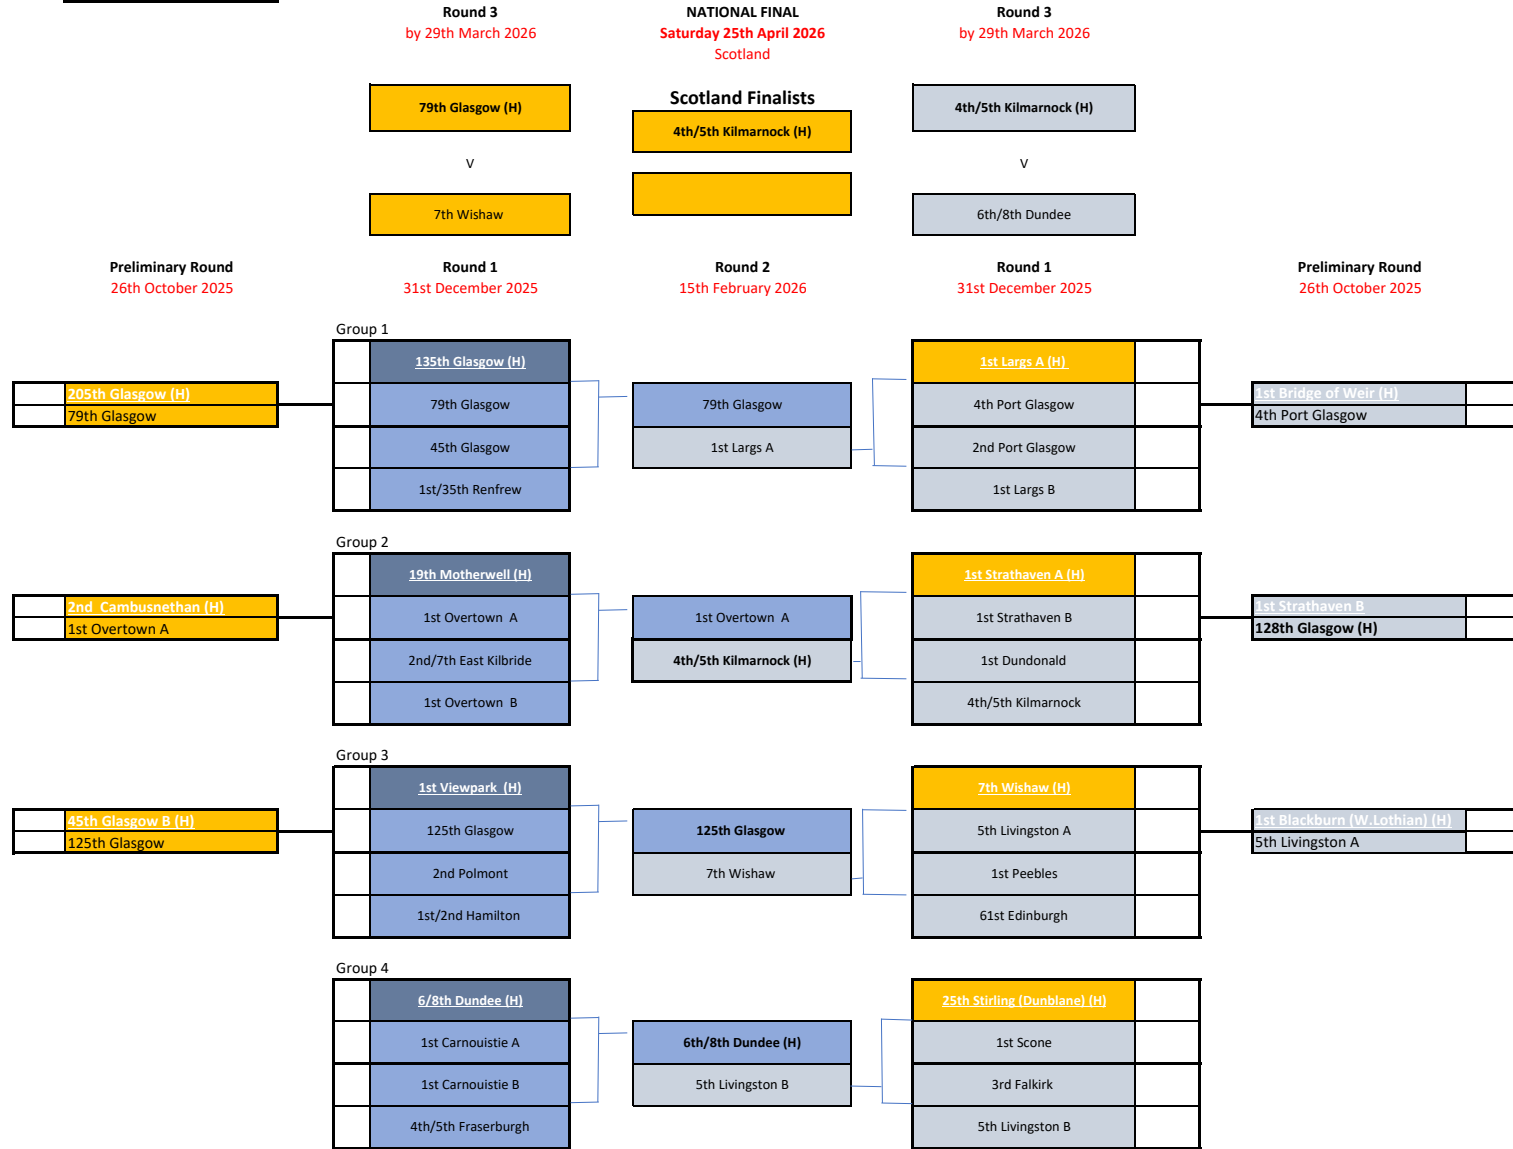 Round 3
NATIONAL FINAL
Round 3
by 29th March 2026
Saturday 25th April 2026
by 29th March 2026
Scotland
79th Glasgow (H)
Scotland Finalists
4th/5th Kilmarnock (H)
4th/5th Kilmarnock (H)
V
V
7th Wishaw
6th/8th Dundee
Preliminary Round
Round 1
Round 2
Round 1
Preliminary Round
26th October 2025
31st December 2025
15th February 2026
31st December 2025
26th October 2025
Group 1
135th Glasgow (H)
1st Largs A (H)
205th Glasgow (H)
79th Glasgow
79th Glasgow
79th Glasgow
4th Port Glasgow
1st Bridge of Weir (H)
4th Port Glasgow
45th Glasgow
1st Largs A
2nd Port Glasgow
1st/35th Renfrew
1st Largs B
Group 2
19th Motherwell (H)
1st Strathaven A (H)
2nd Cambusnethan (H)
1st Overtown A
1st Overtown A
1st Overtown A
1st Strathaven B
1st Strathaven B
128th Glasgow (H)
2nd/7th East Kilbride
4th/5th Kilmarnock (H)
1st Dundonald
1st Overtown B
4th/5th Kilmarnock
Group 3
1st Viewpark (H)
7th Wishaw (H)
45th Glasgow B (H)
125th Glasgow
125th Glasgow
125th Glasgow
5th Livingston A
1st Blackburn (W.Lothian) (H)
5th Livingston A
2nd Polmont
7th Wishaw
1st Peebles
1st/2nd Hamilton
61st Edinburgh
Group 4
6/8th Dundee (H)
25th Stirling (Dunblane) (H)
1st Carnouistie A
6th/8th Dundee (H)
1st Scone
1st Carnouistie B
5th Livingston B
3rd Falkirk
4th/5th Fraserburgh
5th Livingston B